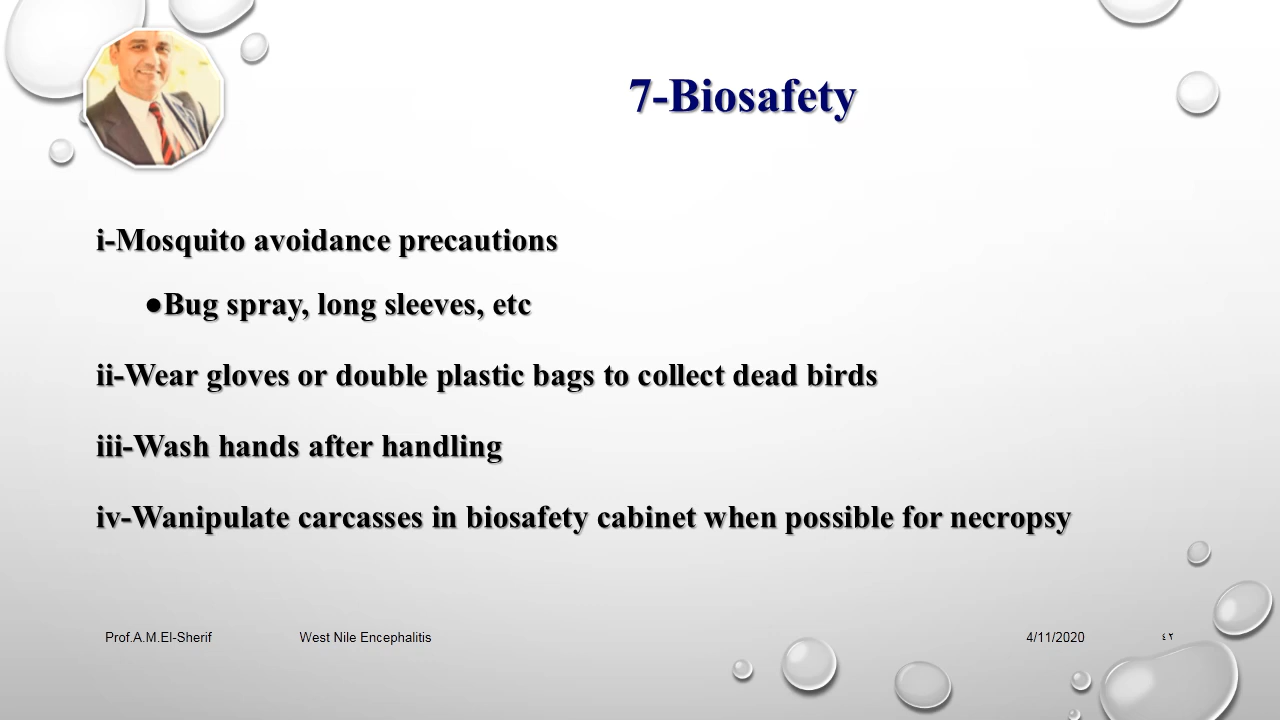 7-Biosafety
i-Mosquito avoidance precautions
●Bug spray, long sleeves, etc
ii-Wear gloves or double plastic bags to collect dead birds
iii-Wash hands after handling
iv-Wanipulate carcasses in biosafety cabinet when possible for necropsy
Prof.A.M.El-Sherif West Nile Encephalitis 4/11/2020 ٤٢